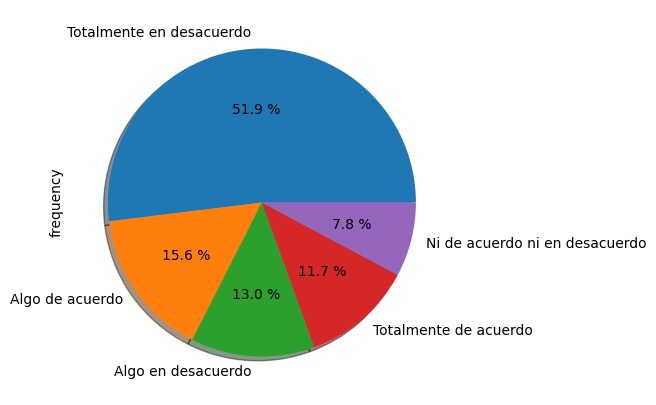 Totalmente en desacuerdo
51.9 %
frequency
7.8 %
Ni de acuerdo ni en desacuerdo
15.6 %
11.7 %
13.0 %
Algo de acuerdo
Totalmente de acuerdo
Algo en desacuerdo